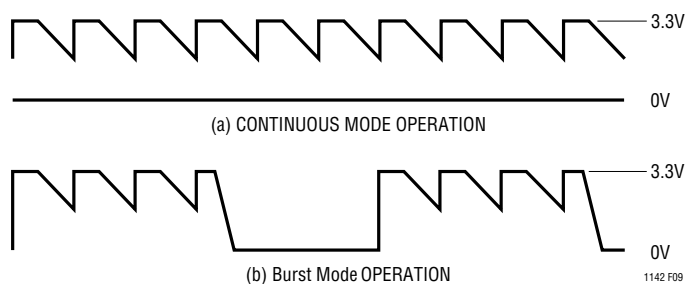 3.3V
0V
(a) CONTINUOUS MODE OPERATION
3.3V
0V
(b) Burst Mode OPERATION
1142 F09